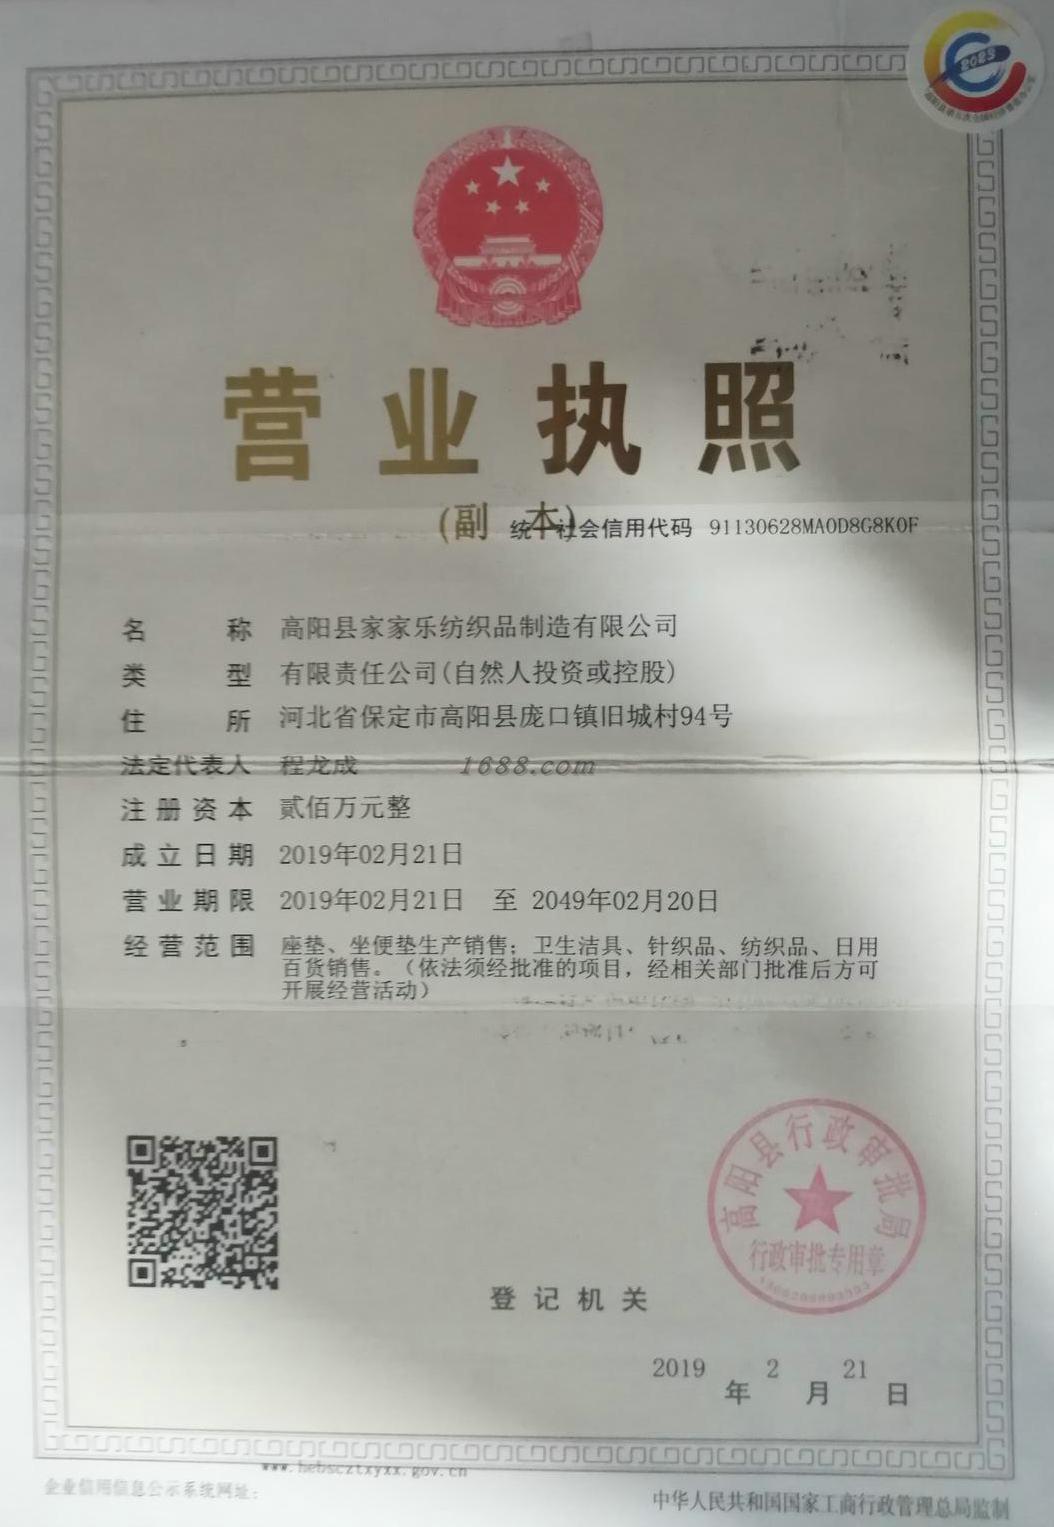 2023
营业执照
(副 本)
统一社会信用代码 91130628MA0D8G8K0F
名称 高阳县家家乐纺织品制造有限公司
类型 有限责任公司(自然人投资或控股)
住所 河北省保定市高阳县庞口镇旧城村94号
法定代表人 程龙成
1688.com
注册资本 贰佰万元整
成立日期 2019年02月21日
营业期限 2019年02月21日 至 2049年02月20日
经营范围 座垫、坐便垫生产销售；卫生洁具、针织品、纺织品、日用
百货销售。（依法须经批准的项目，经相关部门批准后方可
开展经营活动）
高阳县行政审批局
行政审批专用章
登记机关
2019年2月21日
www.hebscztxyxx.gov.cn
企业信用信息公示系统网址：
中华人民共和国国家工商行政管理总局监制